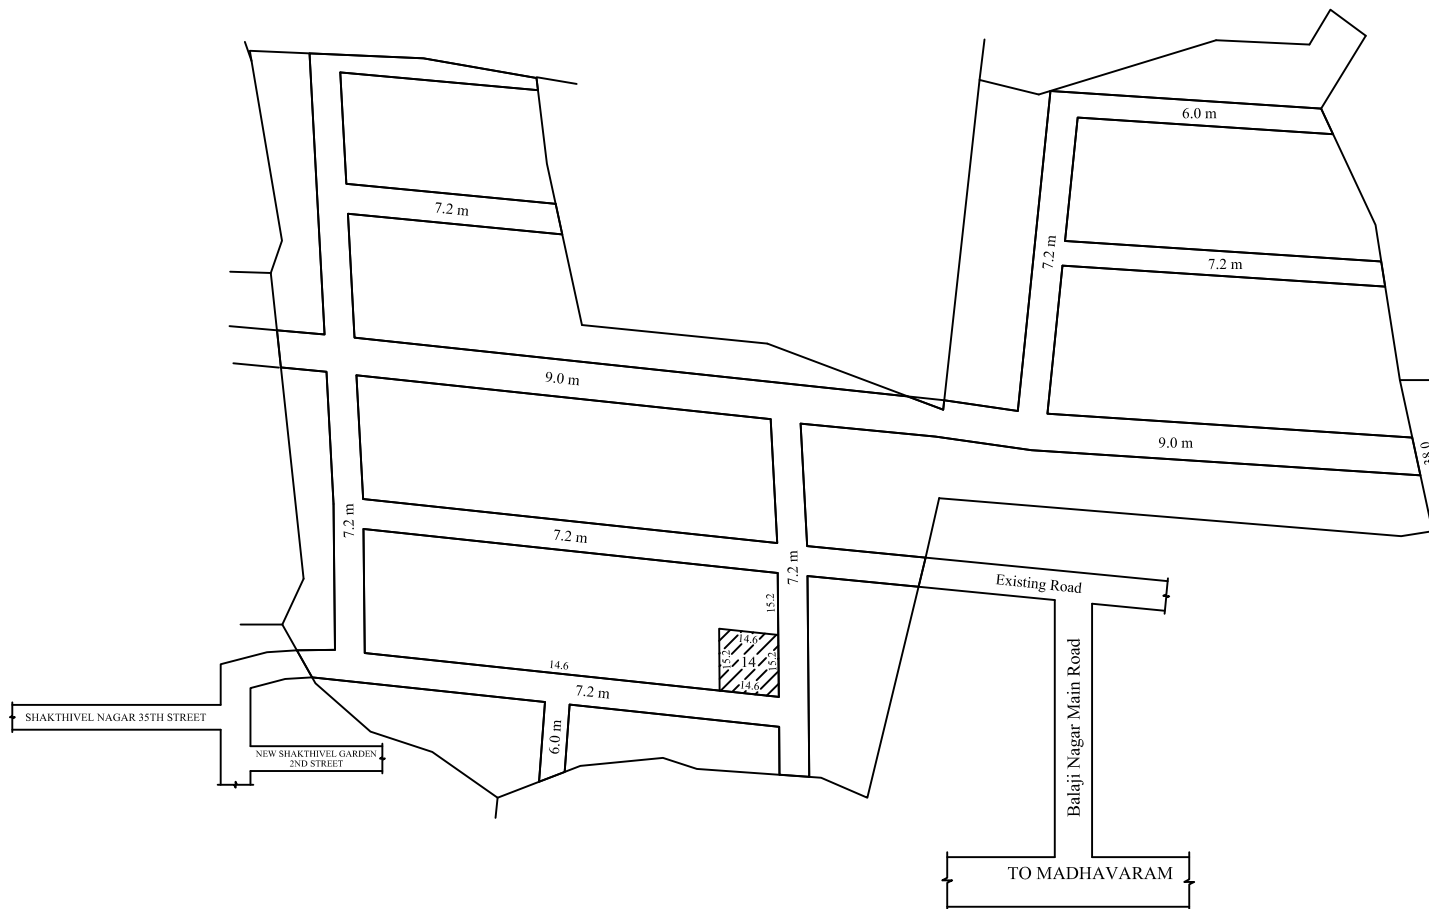 6.0 m
7.2 m
7.2 m
7.2 m
9.0 m
9.0 m
38.0
7.2 m
7.2 m
7.2 m
Existing Road
15.2
14.6
15.2
14
15.2
14.6
14.6
7.2 m
6.0 m
SHAKTHIVEL NAGAR 35TH STREET
NEW SHAKTHIVEL GARDEN
2ND STREET
Balaji Nagar Main Road
TO MADHAVARAM